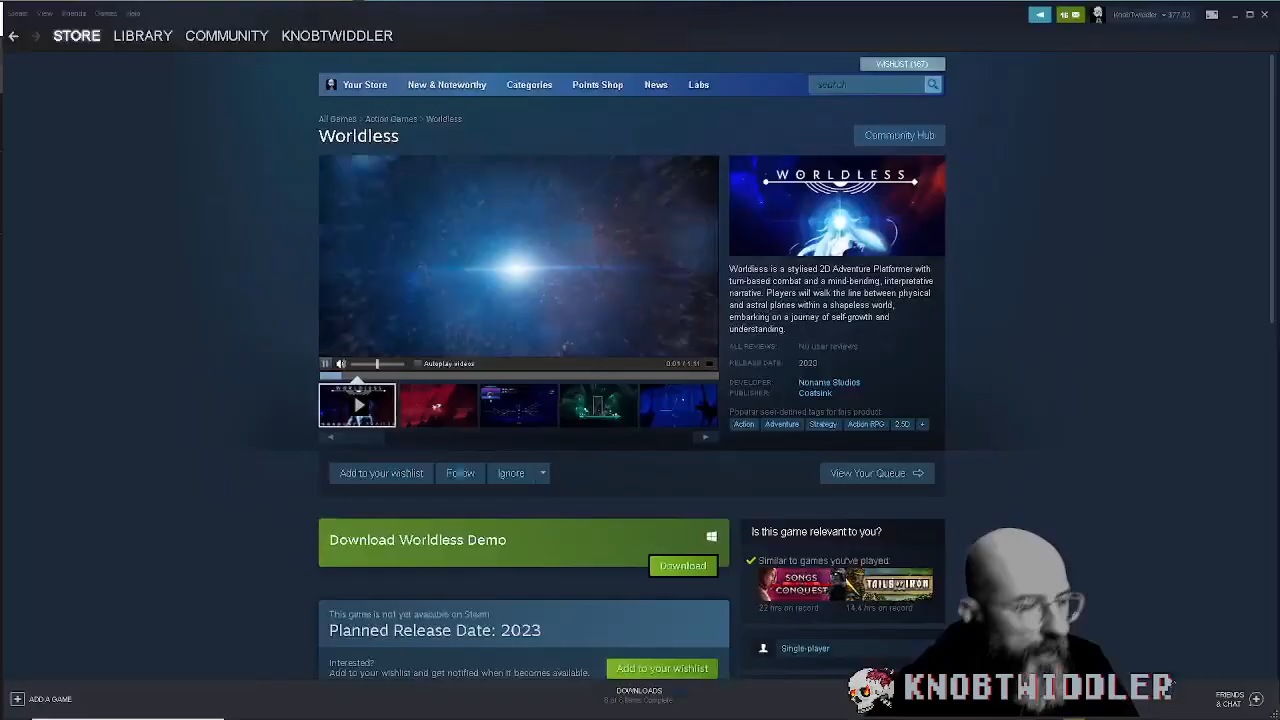 View
Friends
Games
Help
16
KnobTwiddler
STORE
LIBRARY
COMMUNITY
KNOBTWIDDLER
WISHLIST (167)
Your Store
New & Noteworthy
Categories
Points Shop
News
Labs
search
All Games > Action Games > Worldless
Worldless
Community Hub
WORLDLESS
Worldless is a stylised 2D Adventure Platformer with
turn-based combat and a mind-bending, interpretative
narrative. Players will walk the line between physical
and astral planes within a shapeless world,
embarking on a journey of self-growth and
understanding.
ALL REVIEWS: No user reviews
RELEASE DATE: 2023
DEVELOPER: Noname Studios
PUBLISHER: Coatsink
Popular user-defined tags for this product:
Action
Adventure
Strategy
Action RPG
2.5D
+
Autoplay videos
WORLDLESS
Add to your wishlist
Follow
Ignore
View Your Queue
Download Worldless Demo
Download
Is this game relevant to you?
Similar to games you've played:
SONGS
CONQUEST
TAILS OF IRON
22 hrs on record
14.4 hrs on record
This game is not yet available on Steam
Planned Release Date: 2023
Interested?
Add to your wishlist and get notified when it becomes available.
Add to your wishlist
Single-player
KNOBTWIDDLER
ADD A GAME
DOWNLOADS
FRIENDS
& CHAT